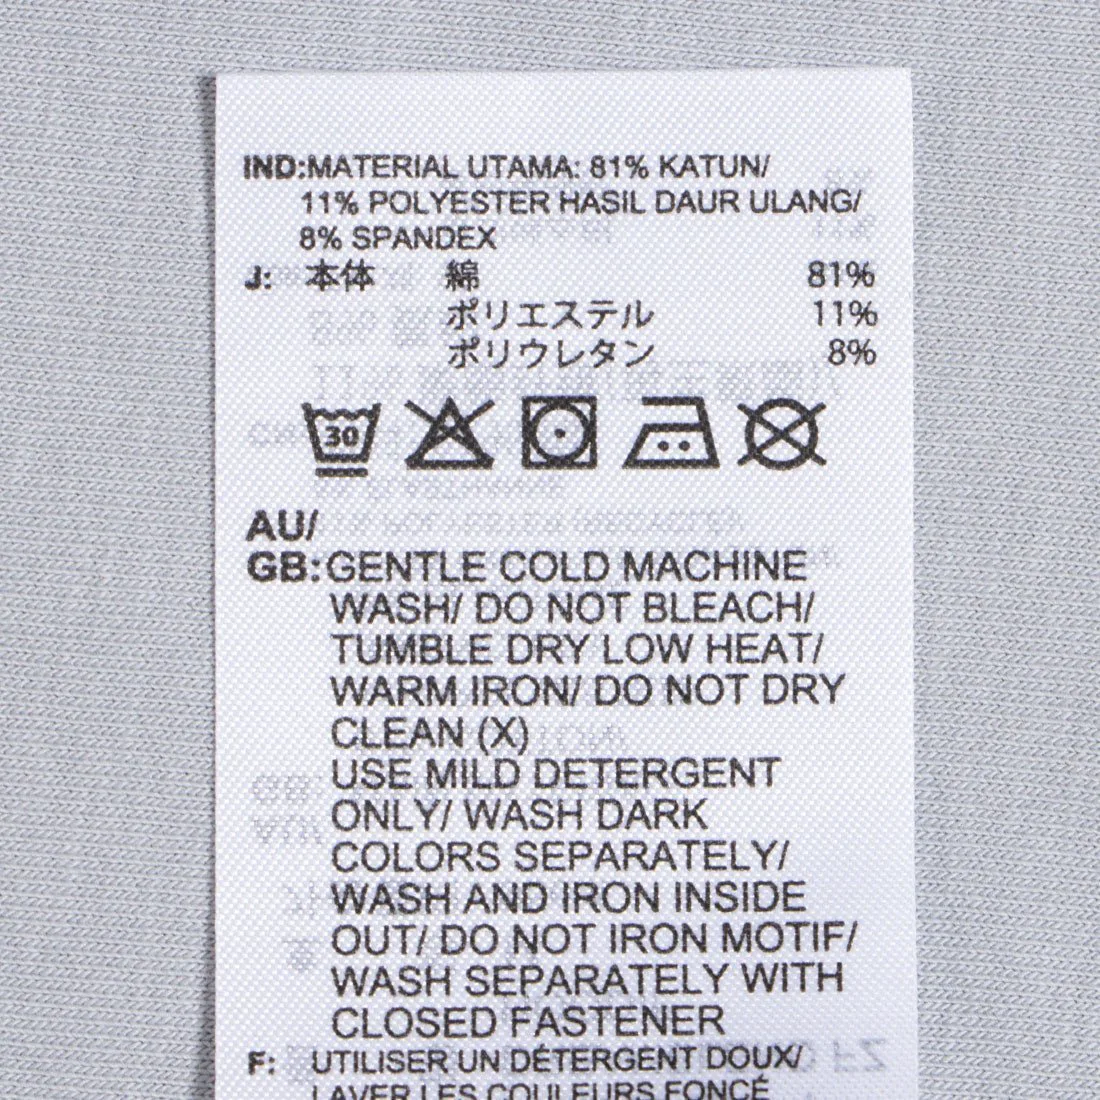 IND:MATERIAL UTAMA: 81% KATUN/
11% POLYESTER HASIL DAUR ULANG/
8% SPANDEX
J: 本体 綿 81%
ポリエステル 11%
ポリウレタン 8%
30
AU/
GB:GENTLE COLD MACHINE
WASH/ DO NOT BLEACH/
TUMBLE DRY LOW HEAT/
WARM IRON/ DO NOT DRY
CLEAN (X)
USE MILD DETERGENT
ONLY/ WASH DARK
COLORS SEPARATELY/
WASH AND IRON INSIDE
OUT/ DO NOT IRON MOTIF/
WASH SEPARATELY WITH
CLOSED FASTENER
F: UTILISER UN DÉTERGENT DOUX/
LAVER LES COULEURS FONCÉ